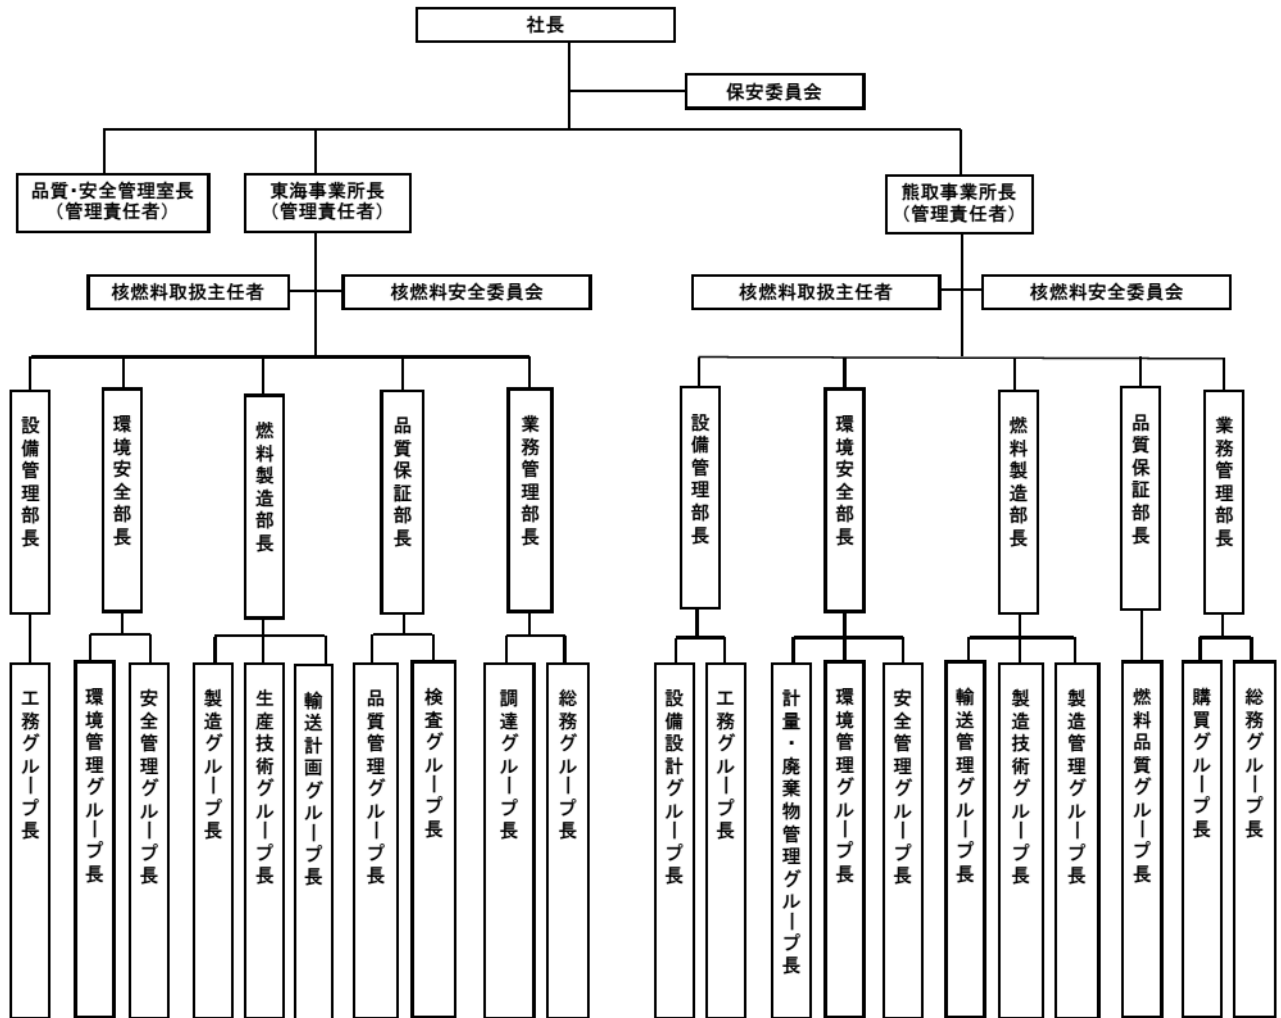 社長
保安委員会
品質・安全管理室長
（管理責任者）
東海事業所長
（管理責任者）
熊取事業所長
（管理責任者）
核燃料取扱主任者
核燃料安全委員会
核燃料取扱主任者
核燃料安全委員会
設備管理部長
環境安全部長
燃料製造部長
品質保証部長
業務管理部長
設備管理部長
環境安全部長
燃料製造部長
品質保証部長
業務管理部長
工務グループ長
環境管理グループ長
安全管理グループ長
製造グループ長
生産技術グループ長
輸送計画グループ長
品質管理グループ長
検査グループ長
調達グループ長
総務グループ長
設備設計グループ長
工務グループ長
計量・廃棄物管理グループ長
環境管理グループ長
安全管理グループ長
輸送管理グループ長
製造技術グループ長
製造管理グループ長
燃料品質グループ長
購買グループ長
総務グループ長